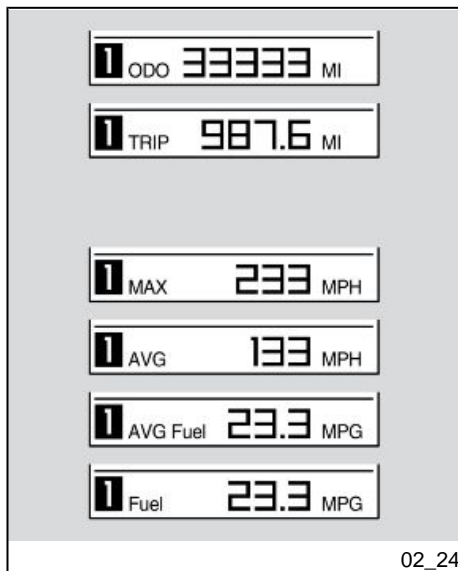 1 ODO 33333 MI
1 TRIP 987.6 MI
1 MAX 233 MPH
1 AVG 133 MPH
1 AVG Fuel 23.3 MPG
1 Fuel 23.3 MPG
02_24